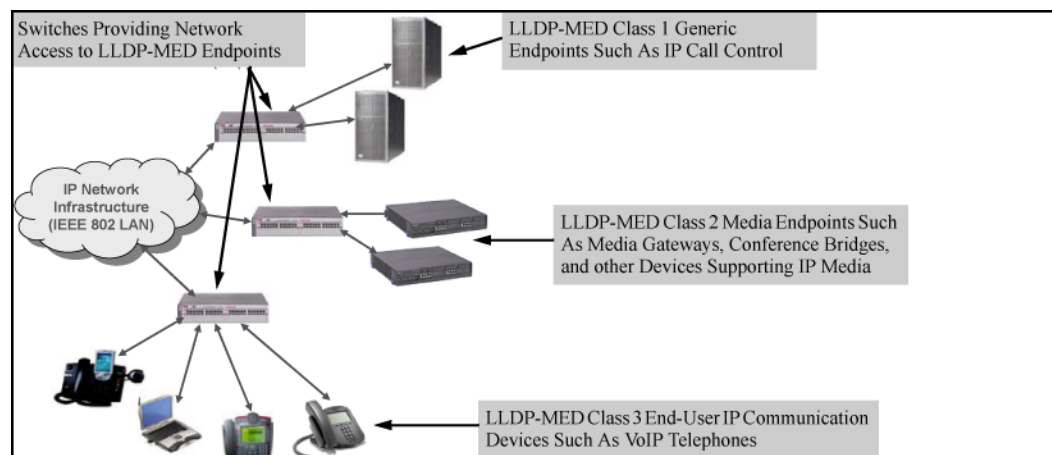 Switches Providing Network
Access to LLDP-MED Endpoints
LLDP-MED Class 1 Generic
Endpoints Such As IP Call Control
IP Network
Infrastructure
(IEEE 802 LAN)
LLDP-MED Class 2 Media Endpoints Such
As Media Gateways, Conference Bridges,
and other Devices Supporting IP Media
LLDP-MED Class 3 End-User IP Communication
Devices Such As VoIP Telephones